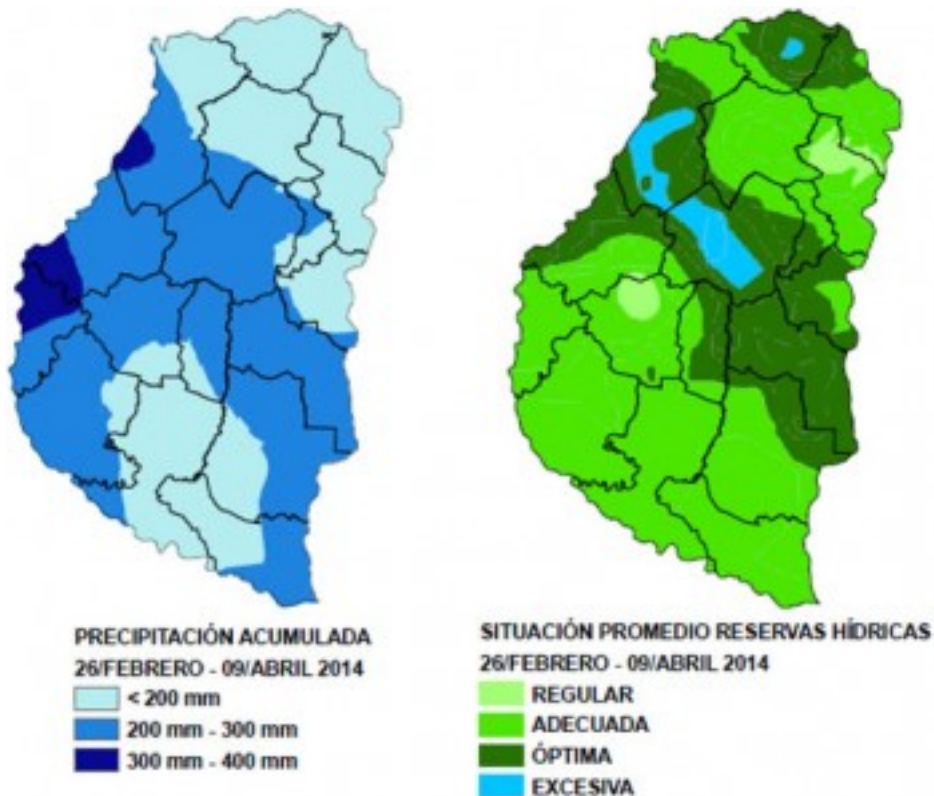 PRECIPITACIÓN ACUMULADA
26/FEBRERO - 09/ABRIL 2014
< 200 mm
200 mm - 300 mm
300 mm - 400 mm
SITUACIÓN PROMEDIO RESERVAS HÍDRICAS
26/FEBRERO - 09/ABRIL 2014
REGULAR
ADECUADA
ÓPTIMA
EXCESIVA